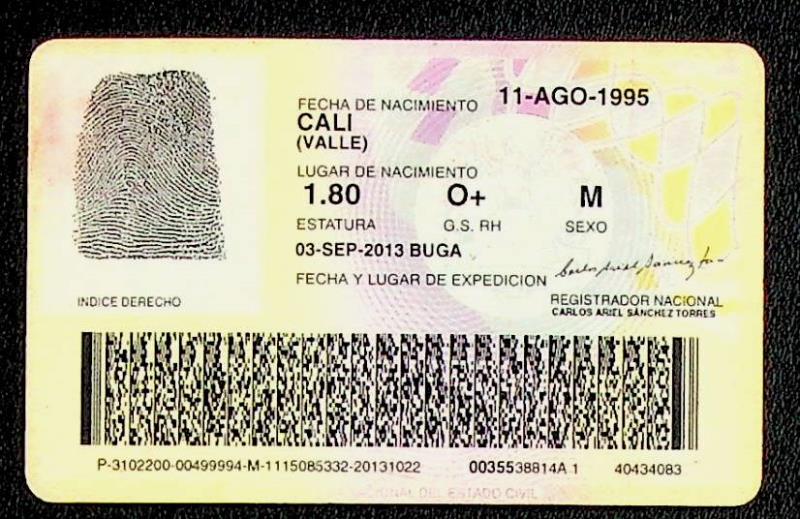 FECHA DE NACIMIENTO 11-AGO-1995
CALI
(VALLE)
LUGAR DE NACIMIENTO
1.80 O+ M
ESTATURA G.S. RH SEXO
03-SEP-2013 BUGA
FECHA Y LUGAR DE EXPEDICION
INDICE DERECHO
REGISTRADOR NACIONAL
CARLOS ARIEL SÁNCHEZ TORRES
P-3102200-00499994-M-1115085332-20131022 0035538814A 1 40434083
NACIONAL DEL ESTADO CIVIL